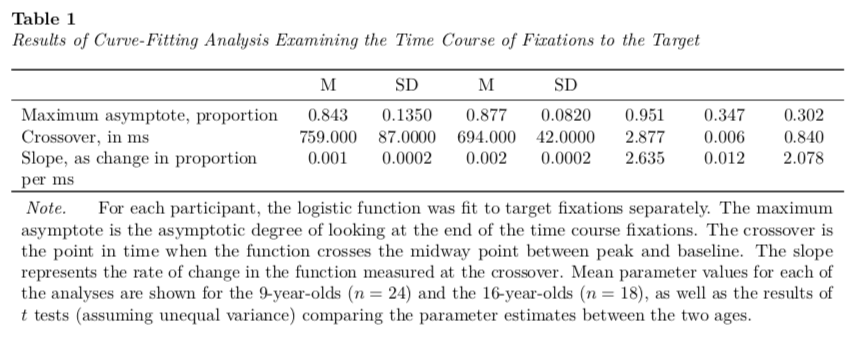 Table 1
Results of Curve-Fitting Analysis Examining the Time Course of Fixations to the Target
M SD M SD
Maximum asymptote, proportion 0.843 0.1350 0.877 0.0820 0.951 0.347 0.302
Crossover, in ms 759.000 87.0000 694.000 42.0000 2.877 0.006 0.840
Slope, as change in proportion 0.001 0.0002 0.002 0.0002 2.635 0.012 2.078
per ms
Note. For each participant, the logistic function was fit to target fixations separately. The maximum
asymptote is the asymptotic degree of looking at the end of the time course fixations. The crossover is
the point in time when the function crosses the midway point between peak and baseline. The slope
represents the rate of change in the function measured at the crossover. Mean parameter values for each of
the analyses are shown for the 9-year-olds (n = 24) and the 16-year-olds (n = 18), as well as the results of
t tests (assuming unequal variance) comparing the parameter estimates between the two ages.